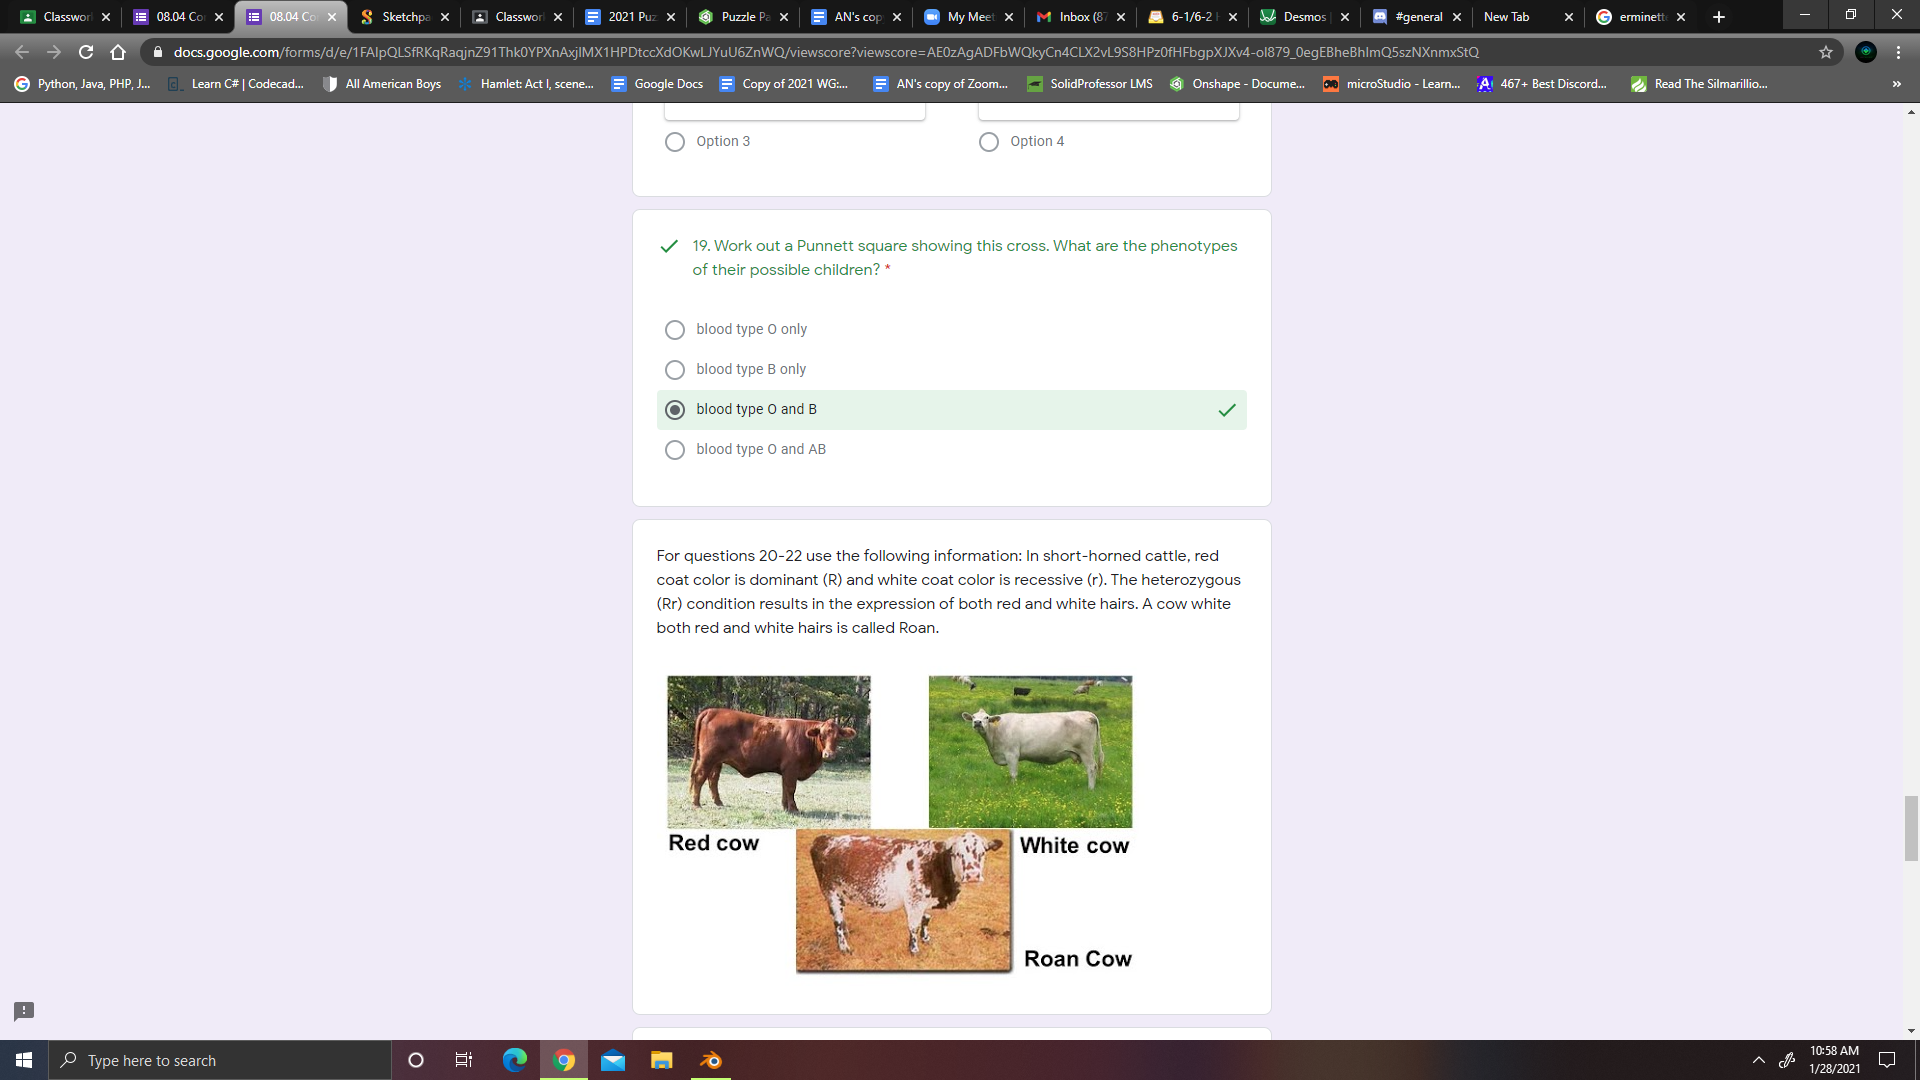 Classwor
08.04 Co
08.04 Co
Sketchpa
Classwor
2021 Puz
Puzzle Pa
AN's cop
My Meet
Inbox (87
6-1/6-2
Desmos
#general
New Tab
erminett
docs.google.com/forms/d/e/1FAIpQLSfRKqRaqjnZ91Thk0YPXnAxjlMX1HPDtccXdOKwLJYuU6ZnWQ/viewscore?viewscore=AE0zAgADFbWQkyCn4CLX2vL9S8HPz0fHFbgpXJXv4-ol879_0egEBheBhImQ5szNXnmxStQ
Python, Java, PHP, J...
Learn C# | Codecad...
All American Boys
Hamlet: Act I, scene...
Google Docs
Copy of 2021 WG:...
AN's copy of Zoom...
SolidProfessor LMS
Onshape - Docume...
microStudio - Learn...
467+ Best Discord...
Read The Silmarillio...
Option 3
Option 4
19. Work out a Punnett square showing this cross. What are the phenotypes
of their possible children? *
blood type O only
blood type B only
blood type O and B
blood type O and AB
For questions 20-22 use the following information: In short-horned cattle, red
coat color is dominant (R) and white coat color is recessive (r). The heterozygous
(Rr) condition results in the expression of both red and white hairs. A cow white
both red and white hairs is called Roan.
Red cow
White cow
Roan Cow
Type here to search
10:58 AM
1/28/2021